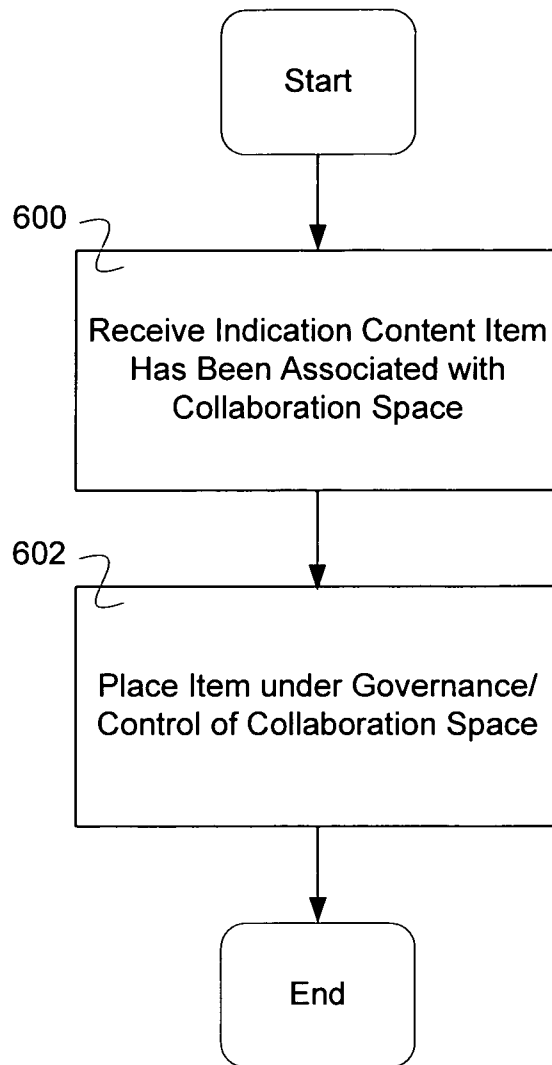 Start
600
Receive Indication Content Item
Has Been Associated with
Collaboration Space
602
Place Item under Governance/
Control of Collaboration Space
End